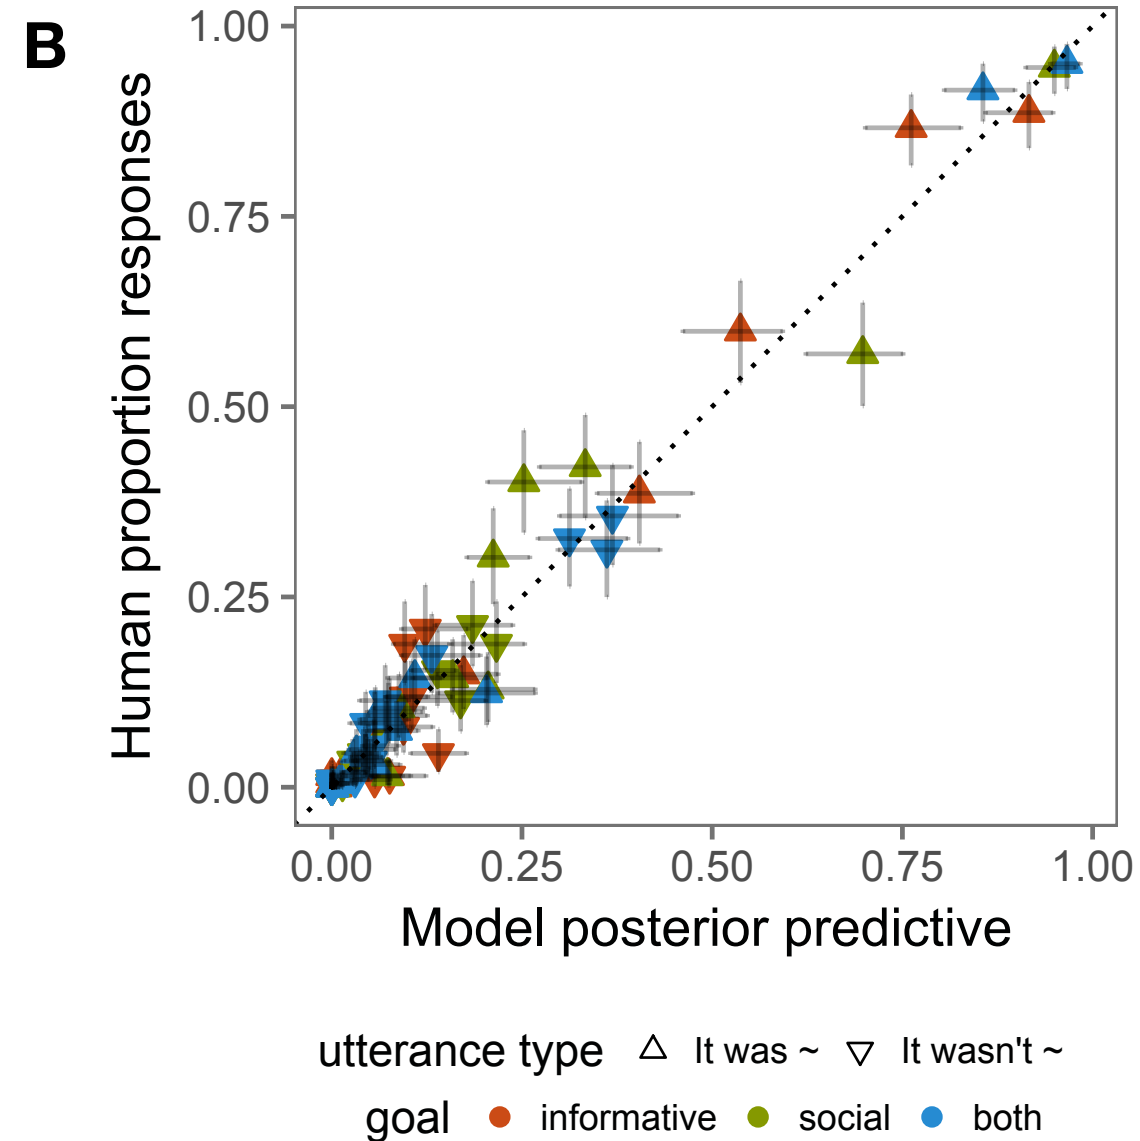 B
Human proportion responses
1.00
0.75
0.50
0.25
0.00
0.00 0.25 0.50 0.75 1.00
Model posterior predictive
utterance type It was ~ It wasn't ~
goal informative social both